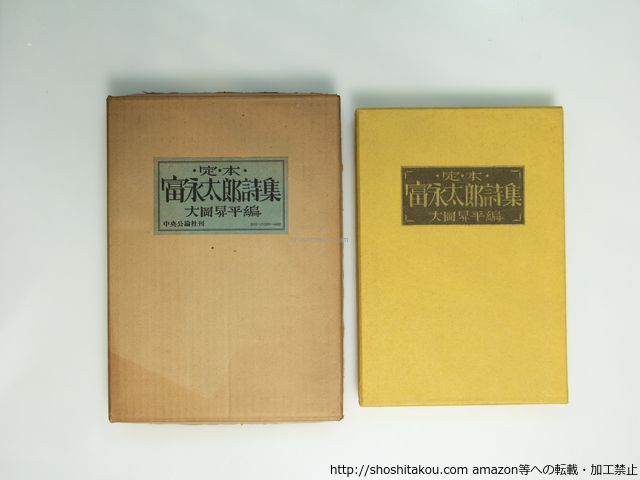 ・定・本・
富永太郎詩集
大岡昇平編
中央公論社刊
・定・本・
富永太郎詩集
大岡昇平編
http://shoshitakou.com amazon等への転載・加工禁止